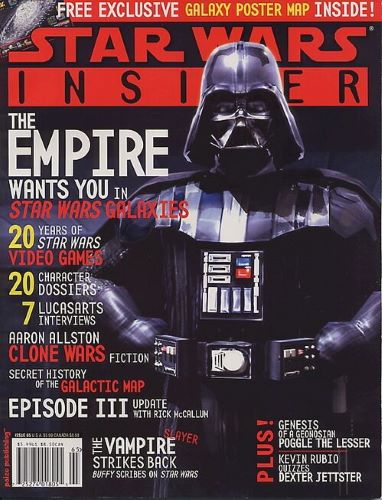 FREE EXCLUSIVE GALAXY POSTER MAP INSIDE!
STAR WARS
INSIDER
THE
EMPIRE
WANTS YOU IN
STAR WARS GALAXIES
20 YEARS OF
STAR WARS
VIDEO GAMES
20 CHARACTER
DOSSIERS
7 LUCASARTS
INTERVIEWS
AARON ALLSTON
CLONE WARS FICTION
SECRET HISTORY
OF THE GALACTIC MAP
EPISODE III UPDATE
WITH RICK McCALLUM
THE VAMPIRE SLAYER
STRIKES BACK
BUFFY SCRIBES ON STAR WARS
PLUS!
GENESIS
OF A GEONOSIAN
POGGLE THE LESSER
KEVIN RUBIO
QUIZZES
DEXTER JETTSTER
paizo publishing
65